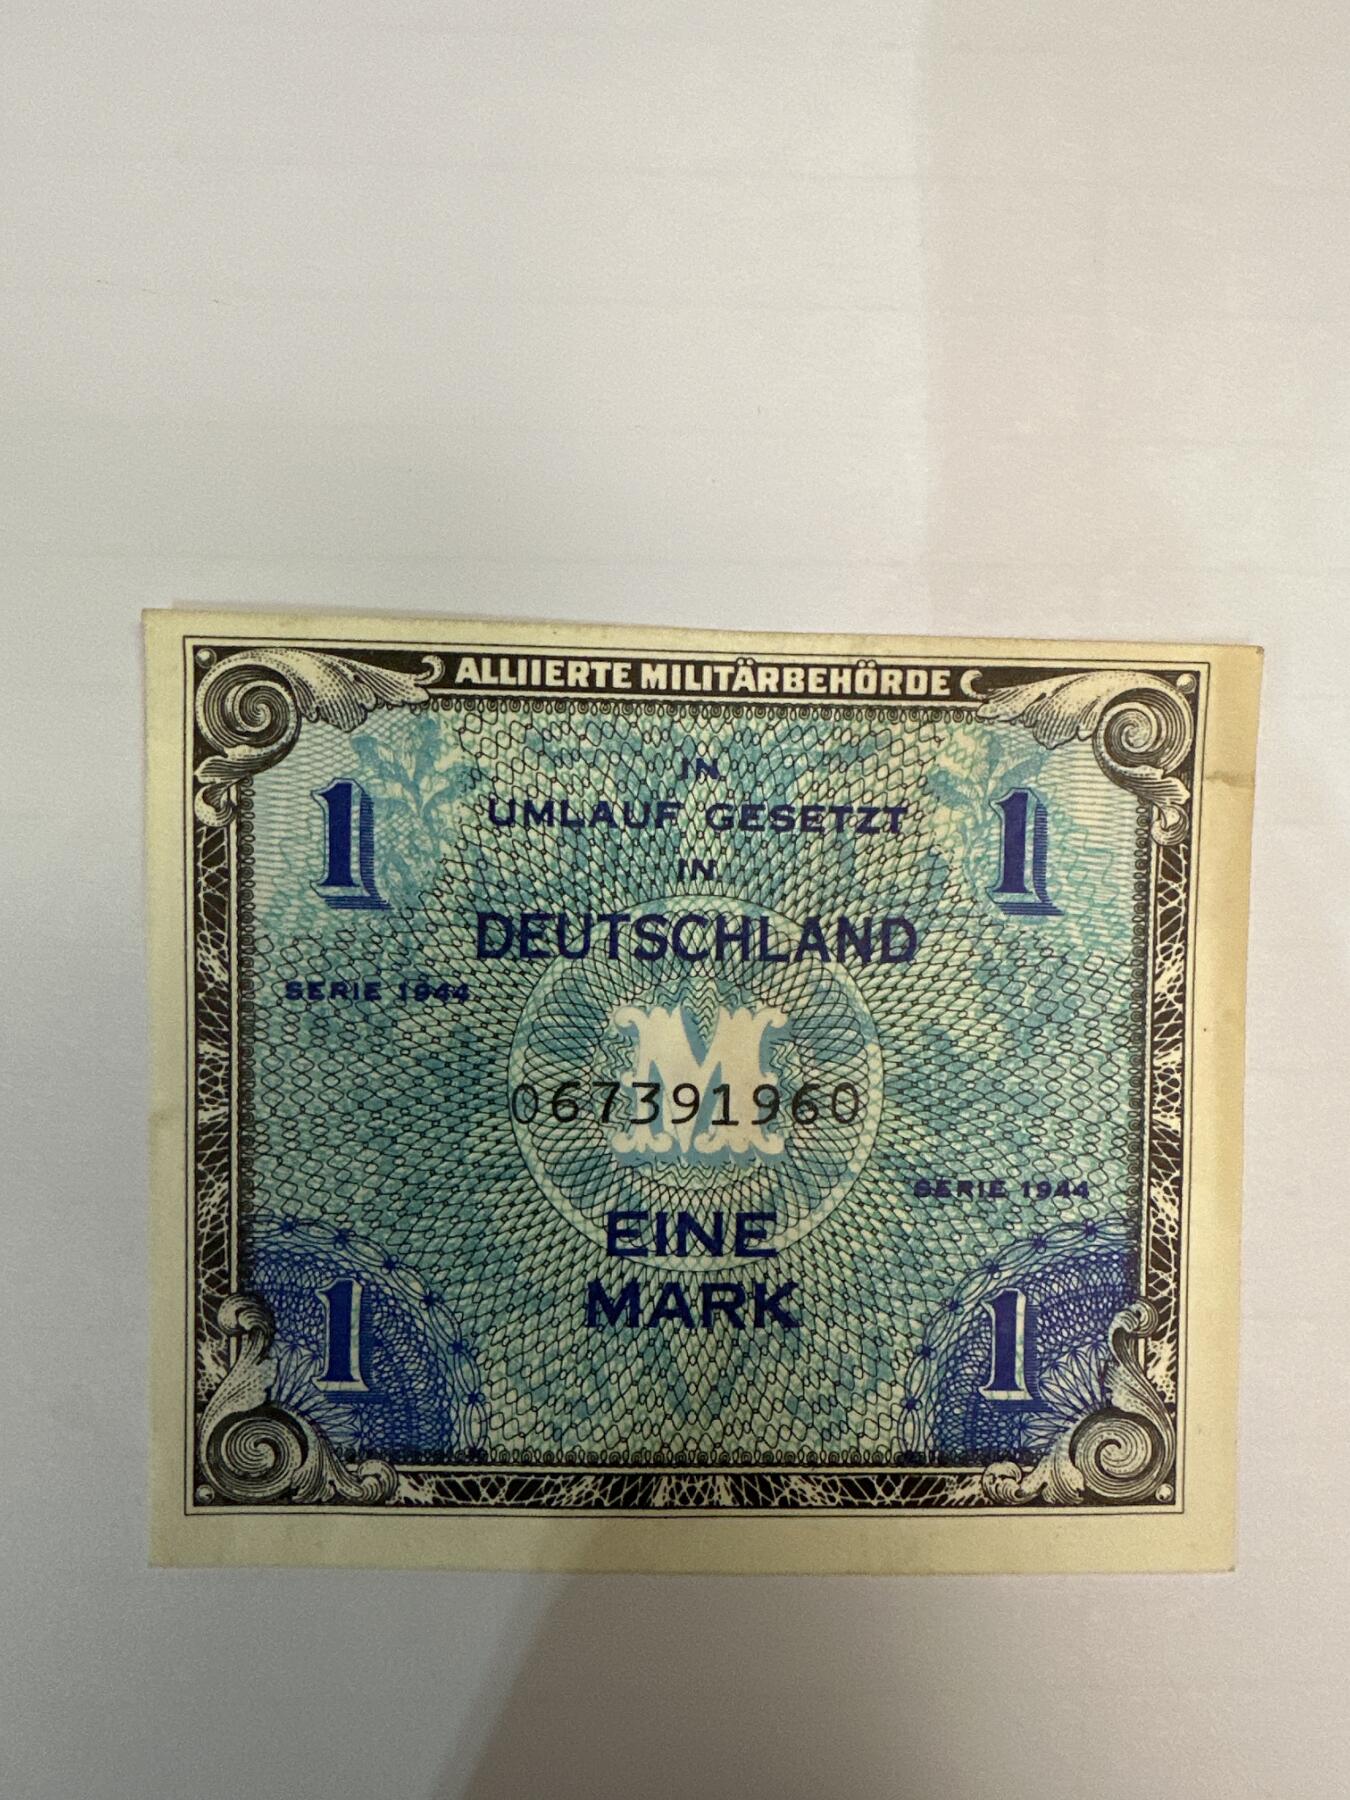 ALLIIERTE MILITÄRBEHÖRDE
IN
1 UMLAUF GESETZT 1
IN
DEUTSCHLAND
SERIE 1944
M
067391960
SERIE 1944
EINE
1 MARK 1